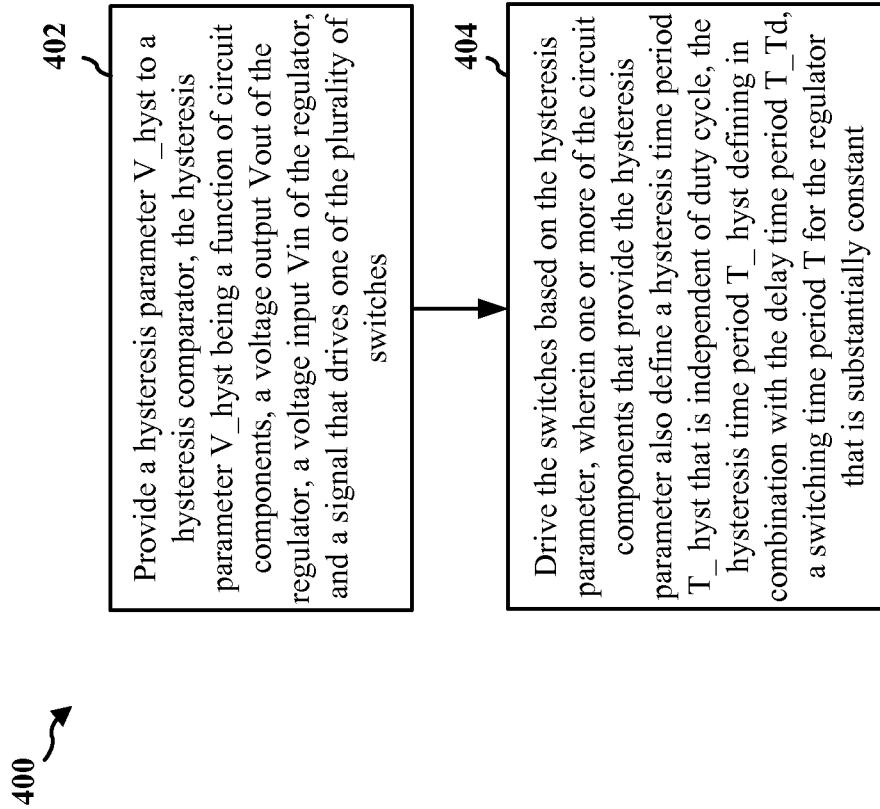 400
402
Provide a hysteresis parameter V_hyst to a
hysteresis comparator, the hysteresis
parameter V_hyst being a function of circuit
components, a voltage output Vout of the
regulator, a voltage input Vin of the regulator,
and a signal that drives one of the plurality of
switches
404
Drive the switches based on the hysteresis
parameter, wherein one or more of the circuit
components that provide the hysteresis
parameter also define a hysteresis time period
T_hyst that is independent of duty cycle, the
hysteresis time period T_hyst defining in
combination with the delay time period T_Td,
a switching time period T for the regulator
that is substantially constant